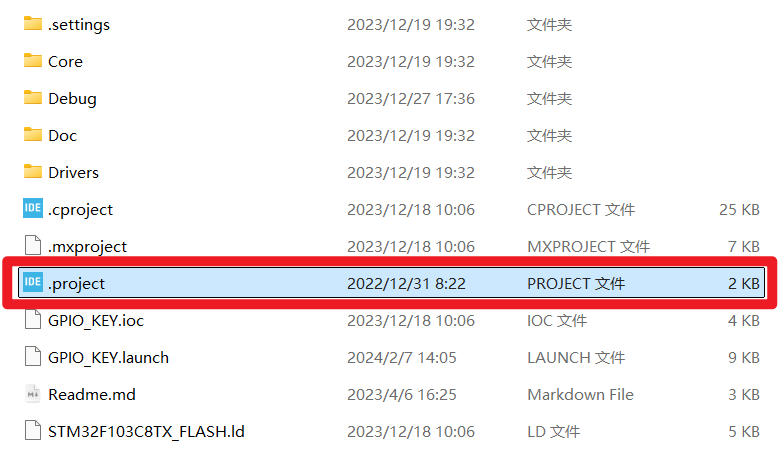 .settings 2023/12/19 19:32 文件夹
Core 2023/12/19 19:32 文件夹
Debug 2023/12/27 17:36 文件夹
Doc 2023/12/19 19:32 文件夹
Drivers 2023/12/19 19:32 文件夹
IDE .cproject 2023/12/18 10:06 CPROJECT 文件 25 KB
.mxproject 2023/12/18 10:06 MXPROJECT 文件 7 KB
IDE .project 2022/12/31 8:22 PROJECT 文件 2 KB
GPIO_KEY.ioc 2023/12/18 10:06 IOC 文件 4 KB
GPIO_KEY.launch 2024/2/7 14:05 LAUNCH 文件 9 KB
M Readme.md 2023/4/6 16:25 Markdown File 3 KB
STM32F103C8TX_FLASH.ld 2023/12/18 10:06 LD 文件 5 KB